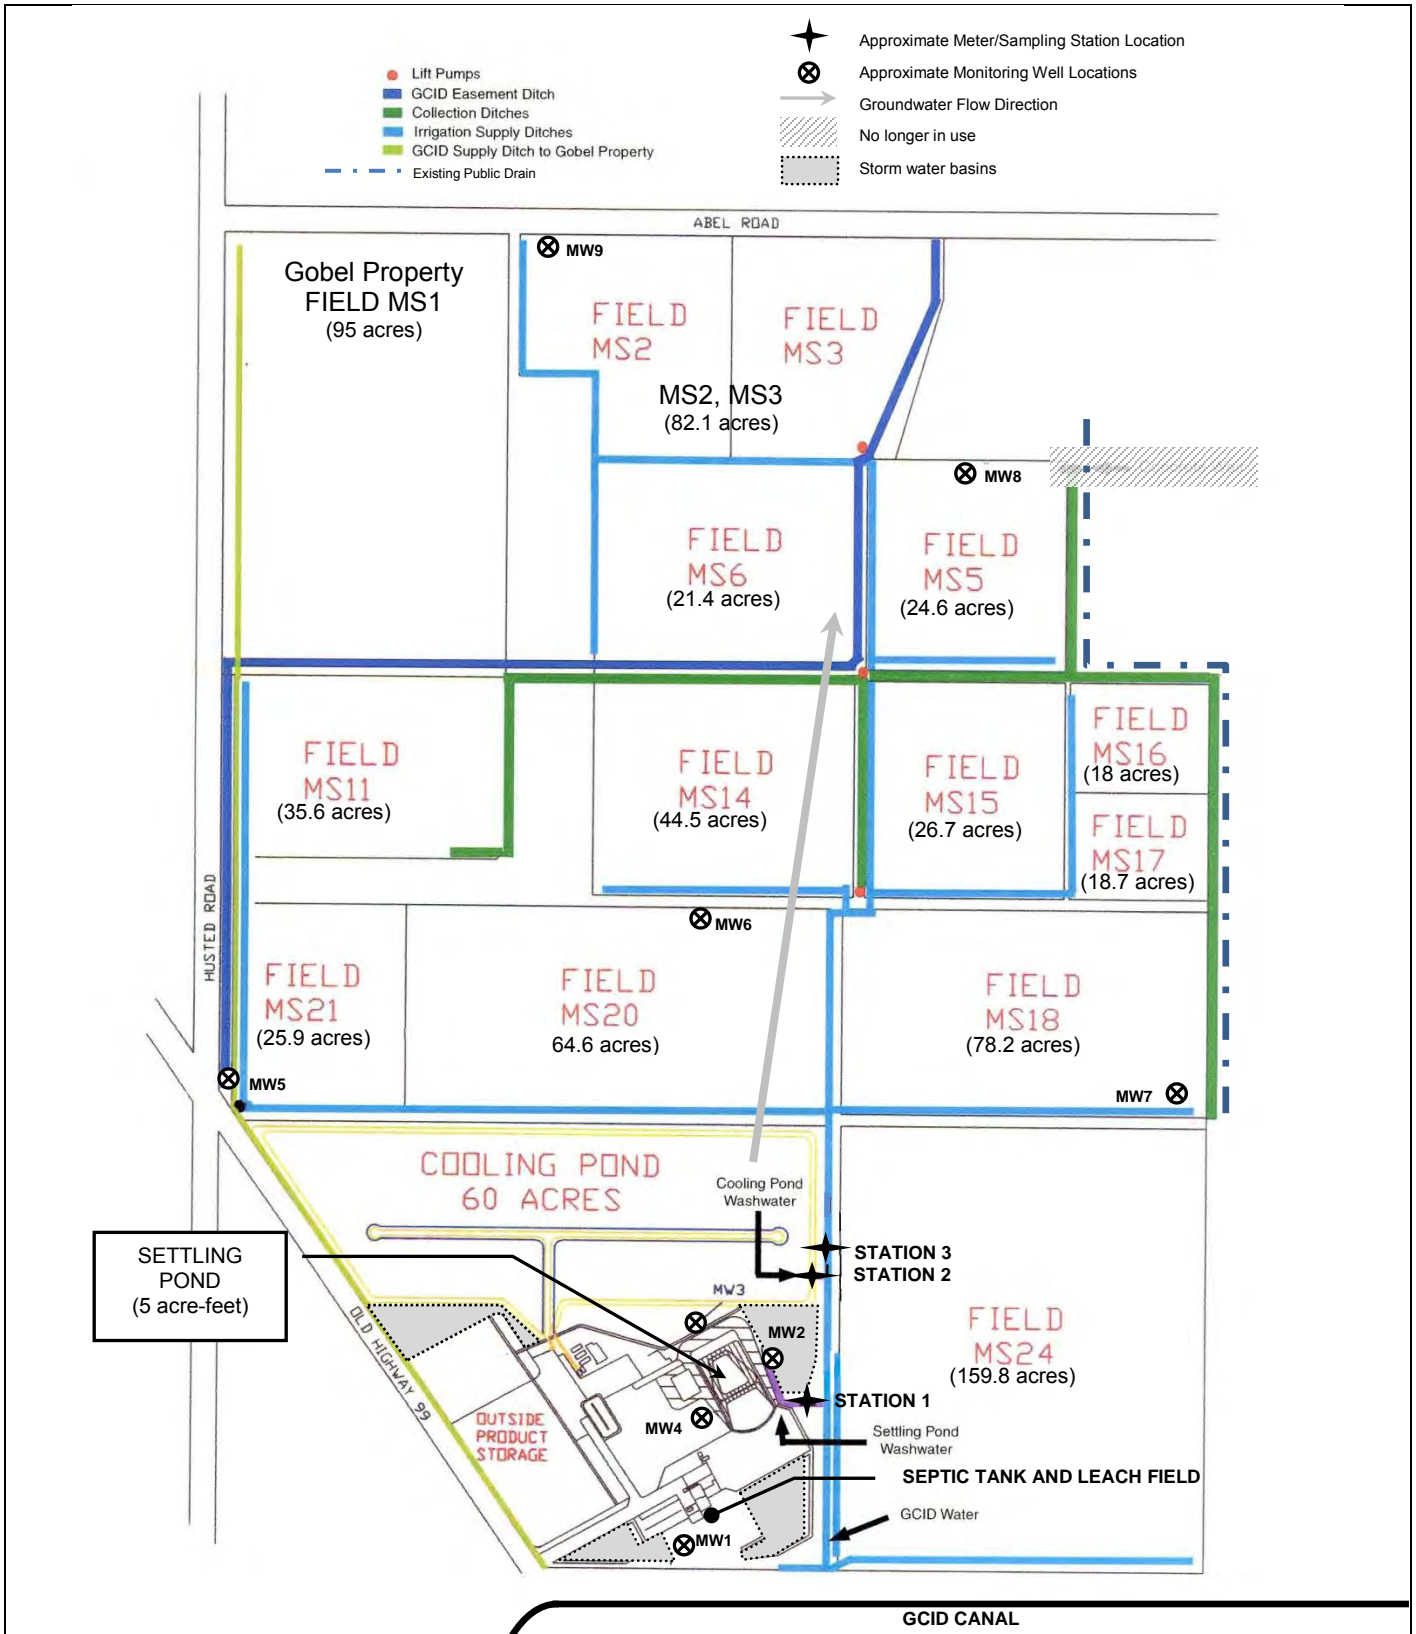 Approximate Meter/Sampling Station Location
Approximate Monitoring Well Locations
Groundwater Flow Direction
No longer in use
Storm water basins
Lift Pumps
GCID Easement Ditch
Collection Ditches
Irrigation Supply Ditches
GCID Supply Ditch to Gobel Property
Existing Public Drain
ABEL ROAD
MW9
Gobel Property
FIELD MS1
(95 acres)
FIELD
MS2
FIELD
MS3
MS2, MS3
(82.1 acres)
MW8
FIELD
MS6
(21.4 acres)
FIELD
MS5
(24.6 acres)
FIELD
MS11
(35.6 acres)
FIELD
MS14
(44.5 acres)
FIELD
MS15
(26.7 acres)
FIELD
MS16
(18 acres)
FIELD
MS17
(18.7 acres)
HUSTED ROAD
MW6
FIELD
MS21
(25.9 acres)
FIELD
MS20
64.6 acres)
FIELD
MS18
(78.2 acres)
MW5
MW7
COOLING POND
60 ACRES
Cooling Pond
Washwater
SETTLING
POND
(5 acre-feet)
STATION 3
STATION 2
MW3
MW2
OLD HIGHWAY 99
FIELD
MS24
(159.8 acres)
STATION 1
MW4
OUTSIDE
PRODUCT
STORAGE
Settling Pond
Washwater
SEPTIC TANK AND LEACH FIELD
GCID Water
MW1
GCID CANAL